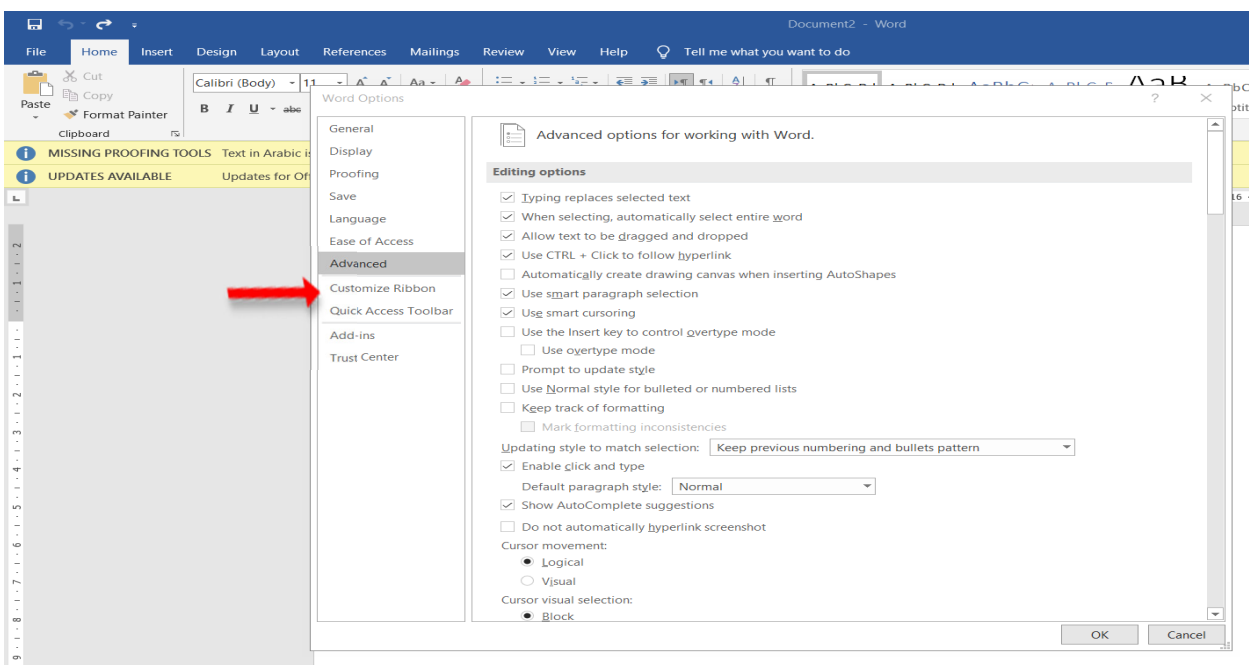 Document2 - Word
File Home Insert Design Layout References Mailings Review View Help Tell me what you want to do
Cut
Copy
Paste
Format Painter
Clipboard
Calibri (Body) 11
B I U abc
MISSING PROOFING TOOLS Text in Arabic is
UPDATES AVAILABLE Updates for Of
Word Options
General
Display
Proofing
Save
Language
Ease of Access
Advanced
Customize Ribbon
Quick Access Toolbar
Add-ins
Trust Center
Advanced options for working with Word.
Editing options
Typing replaces selected text
When selecting, automatically select entire word
Allow text to be dragged and dropped
Use CTRL + Click to follow hyperlink
Automatically create drawing canvas when inserting AutoShapes
Use smart paragraph selection
Use smart cursoring
Use the Insert key to control overtype mode
Use overtype mode
Prompt to update style
Use Normal style for bulleted or numbered lists
Keep track of formatting
Mark formatting inconsistencies
Updating style to match selection: Keep previous numbering and bullets pattern
Enable click and type
Default paragraph style: Normal
Show AutoComplete suggestions
Do not automatically hyperlink screenshot
Cursor movement:
Logical
Visual
Cursor visual selection:
Block
OK Cancel